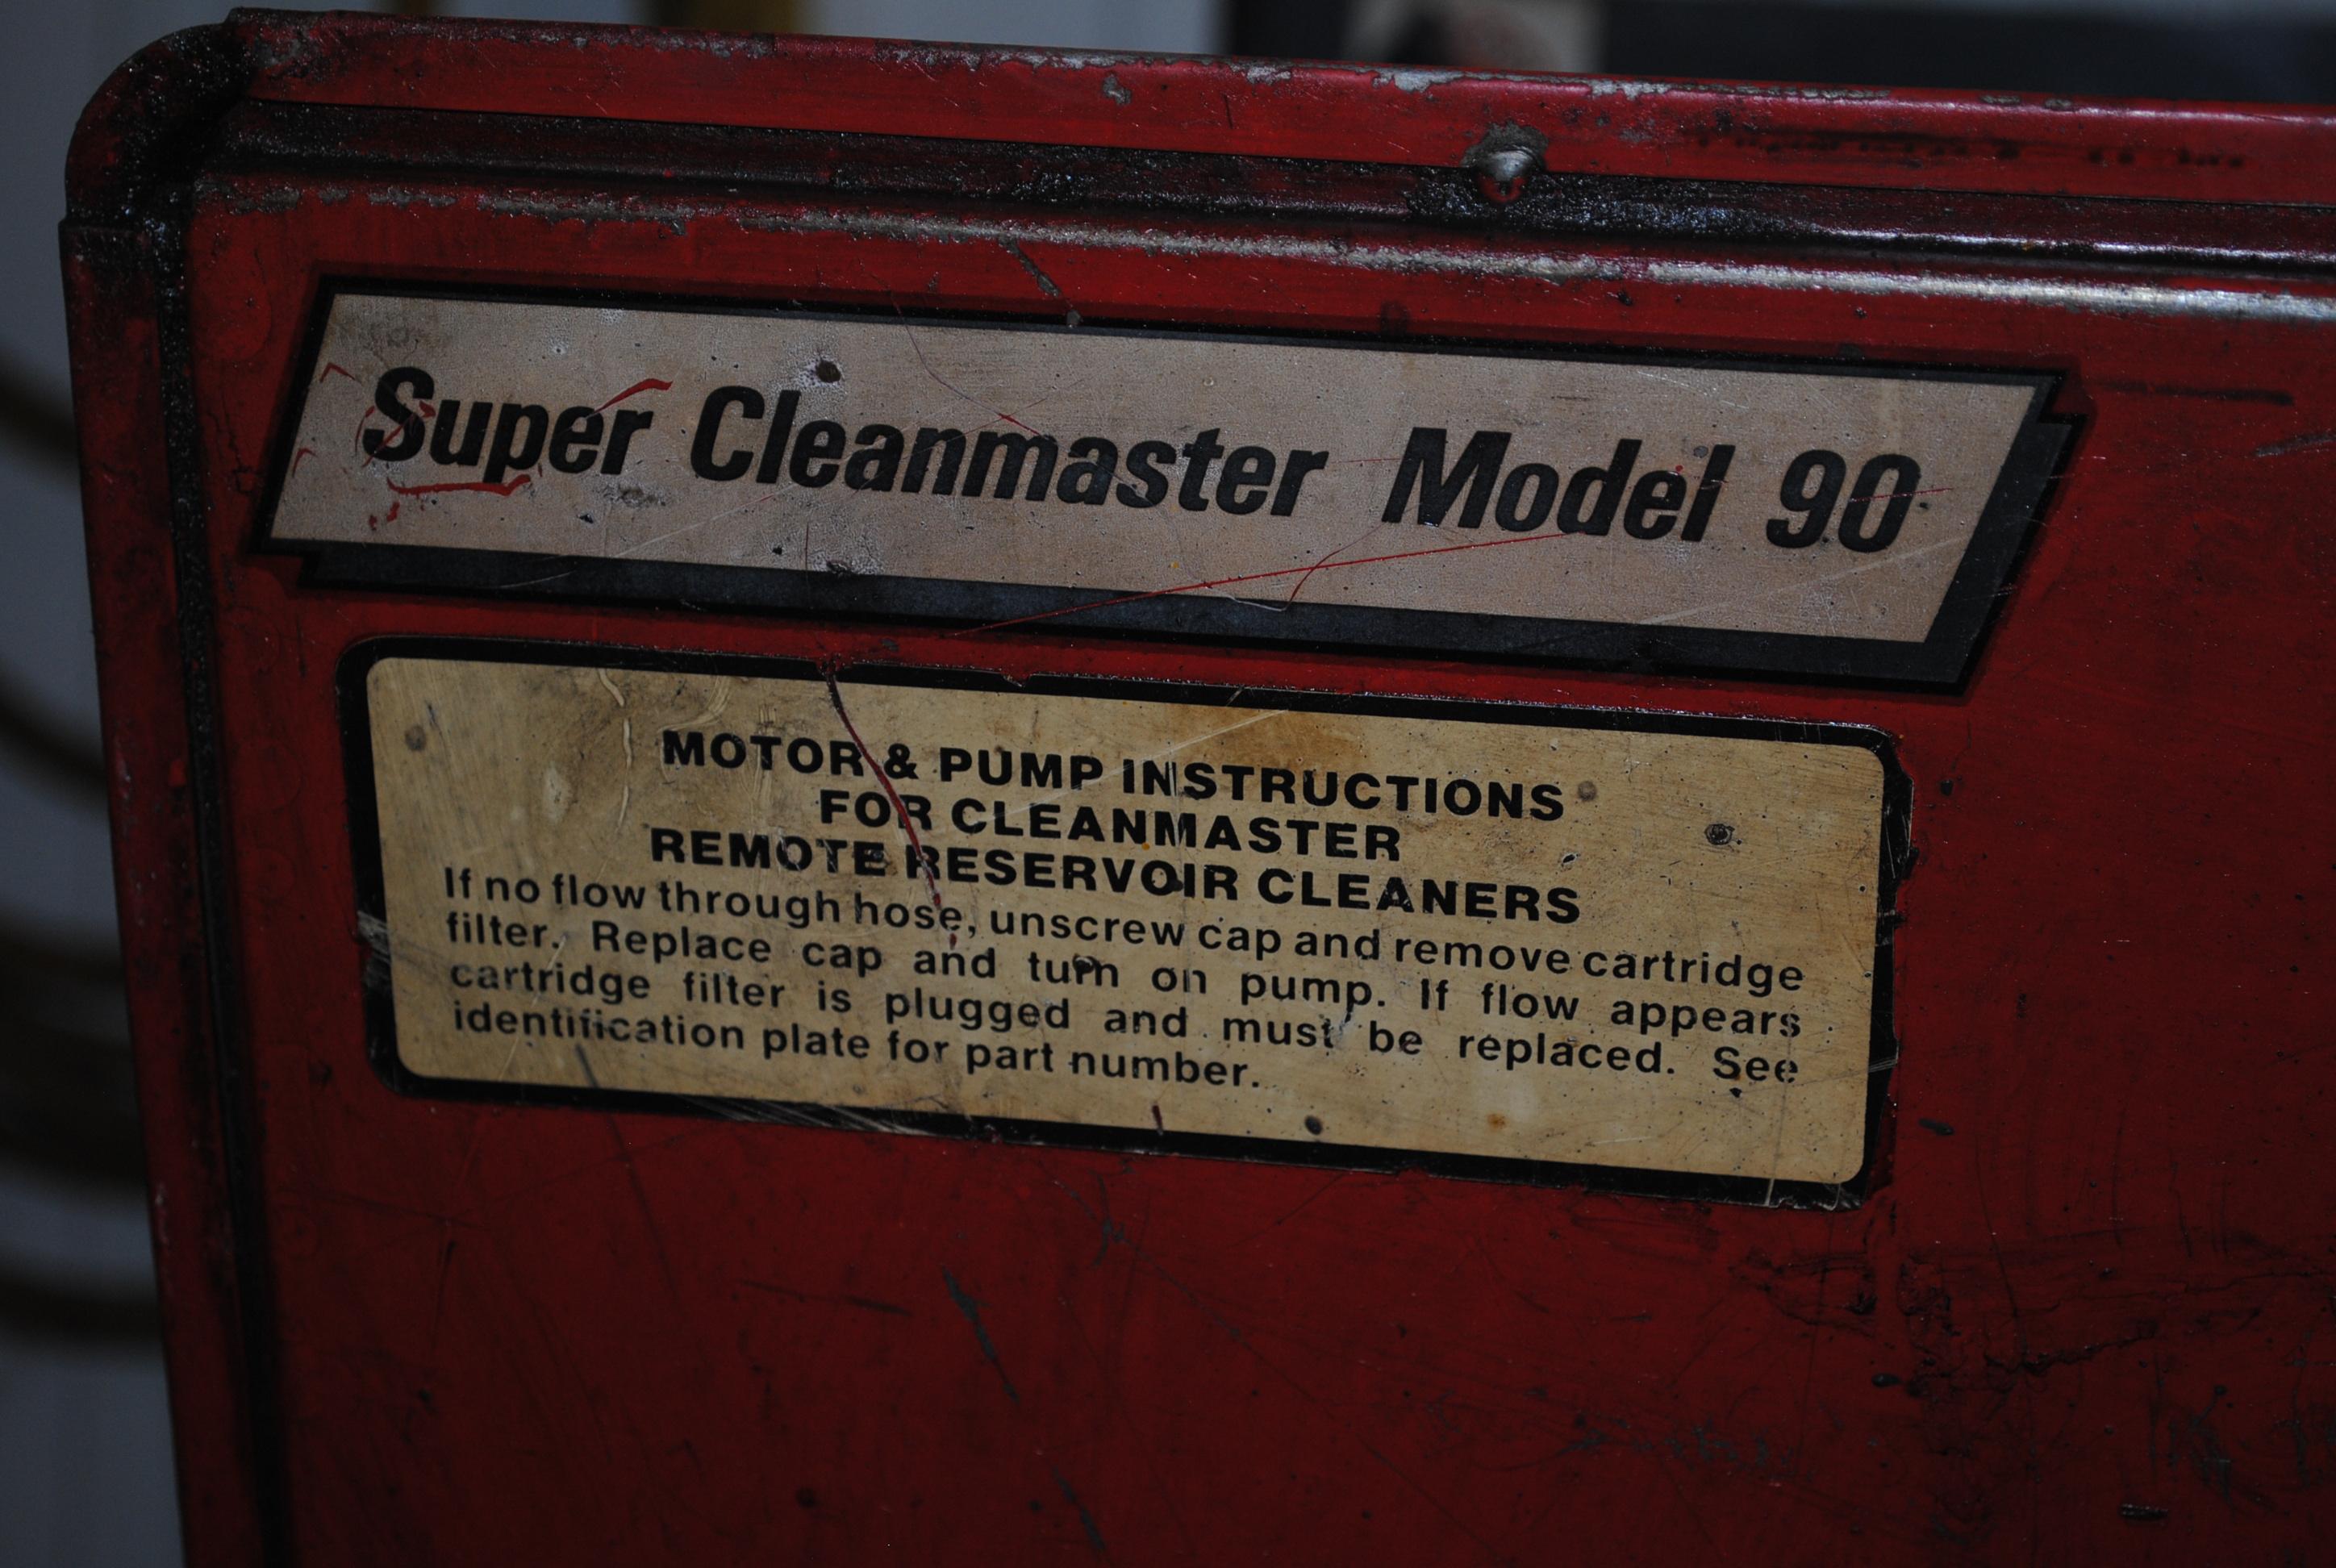 Super Cleanmaster Model 90
MOTOR & PUMP INSTRUCTIONS
FOR CLEANMASTER
REMOTE RESERVOIR CLEANERS
If no flow through hose, unscrew cap and remove cartridge
filter. Replace cap and turn on pump. If flow appears
cartridge filter is plugged and must be replaced. See
identification plate for part number.